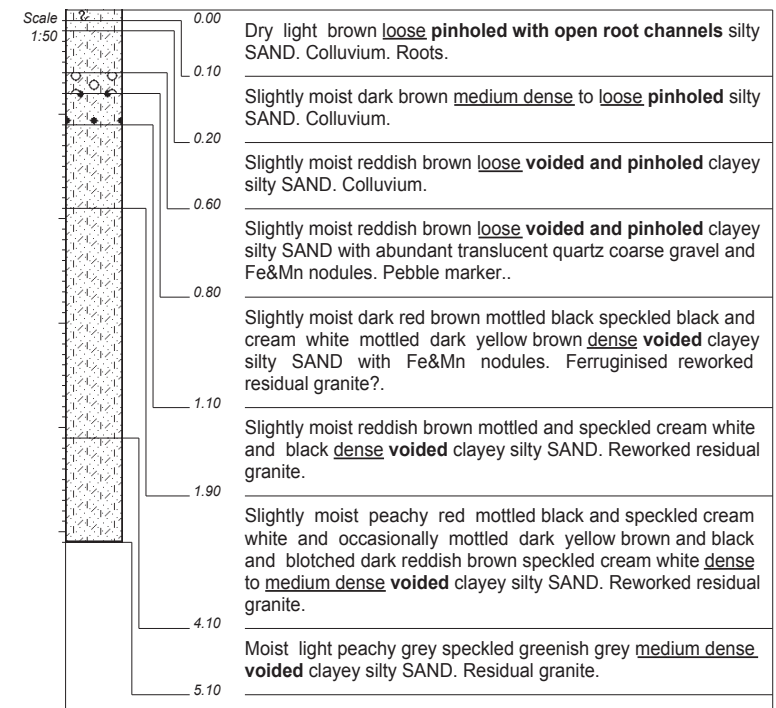 Scale
1:50
0.00
Dry light brown loose pinholed with open root channels silty
SAND. Colluvium. Roots.
0.10
Slightly moist dark brown medium dense to loose pinholed silty
SAND. Colluvium.
0.20
Slightly moist reddish brown loose voided and pinholed clayey
silty SAND. Colluvium.
0.60
Slightly moist reddish brown loose voided and pinholed clayey
silty SAND with abundant translucent quartz coarse gravel and
Fe&Mn nodules. Pebble marker..
0.80
Slightly moist dark red brown mottled black speckled black and
cream white mottled dark yellow brown dense voided clayey
silty SAND with Fe&Mn nodules. Ferruginised reworked
residual granite?.
1.10
Slightly moist reddish brown mottled and speckled cream white
and black dense voided clayey silty SAND. Reworked residual
granite.
1.90
Slightly moist peachy red mottled black and speckled cream
white and occasionally mottled dark yellow brown and black
and blotched dark reddish brown speckled cream white dense
to medium dense voided clayey silty SAND. Reworked residual
granite.
4.10
Moist light peachy grey speckled greenish grey medium dense
voided clayey silty SAND. Residual granite.
5.10